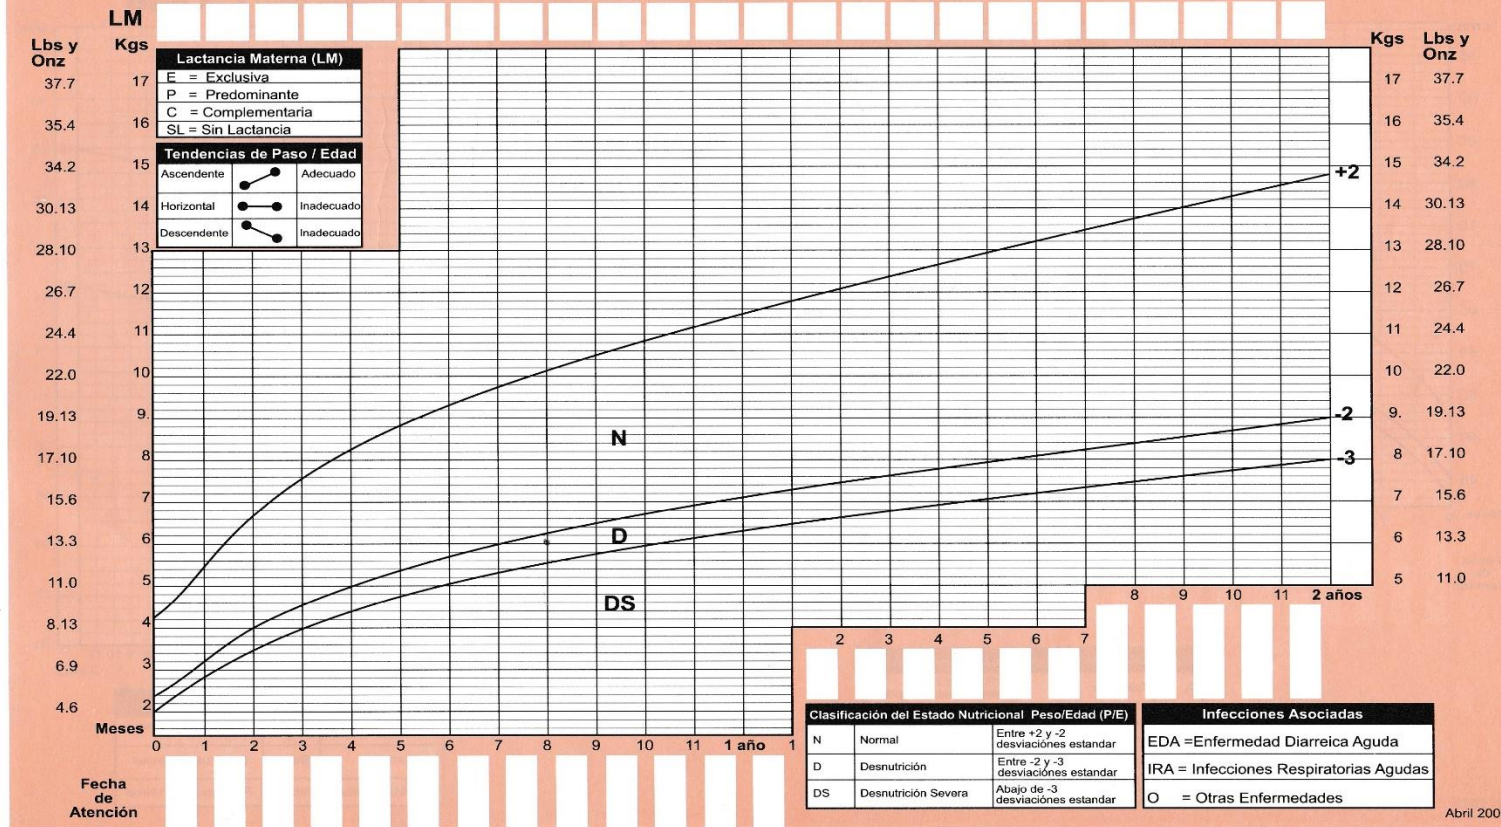 LM
Lbs y Onz
Kgs
Kgs
Lbs y Onz
Lactancia Materna (LM)
E = Exclusiva
P = Predominante
C = Complementaria
SL = Sin Lactancia
Tendencias de Paso / Edad
Ascendente Adecuado
Horizontal Inadecuado
Descendente Inadecuado
37.7 17
35.4 16
34.2 15
30.13 14
28.10 13
26.7 12
24.4 11
22.0 10
19.13 9.
17.10 8
15.6 7
13.3 6
11.0 5
8.13 4
6.9 3
4.6 2
17 37.7
16 35.4
15 34.2
14 30.13
13 28.10
12 26.7
11 24.4
10 22.0
9. 19.13
8 17.10
7 15.6
6 13.3
5 11.0
+2
-2
-3
N
D
DS
8 9 10 11 2 años
2 3 4 5 6 7
Meses
0 1 2 3 4 5 6 7 8 9 10 11 1 año 1
Fecha
de
Atención
Clasificación del Estado Nutricional Peso/Edad (P/E)
N Normal Entre +2 y -2
desviaciónes estandar
D Desnutrición Entre -2 y -3
desviaciónes estandar
DS Desnutrición Severa Abajo de -3
desviaciónes estandar
Infecciones Asociadas
EDA =Enfermedad Diarreica Aguda
IRA = Infecciones Respiratorias Agudas
O = Otras Enfermedades
Abril 200